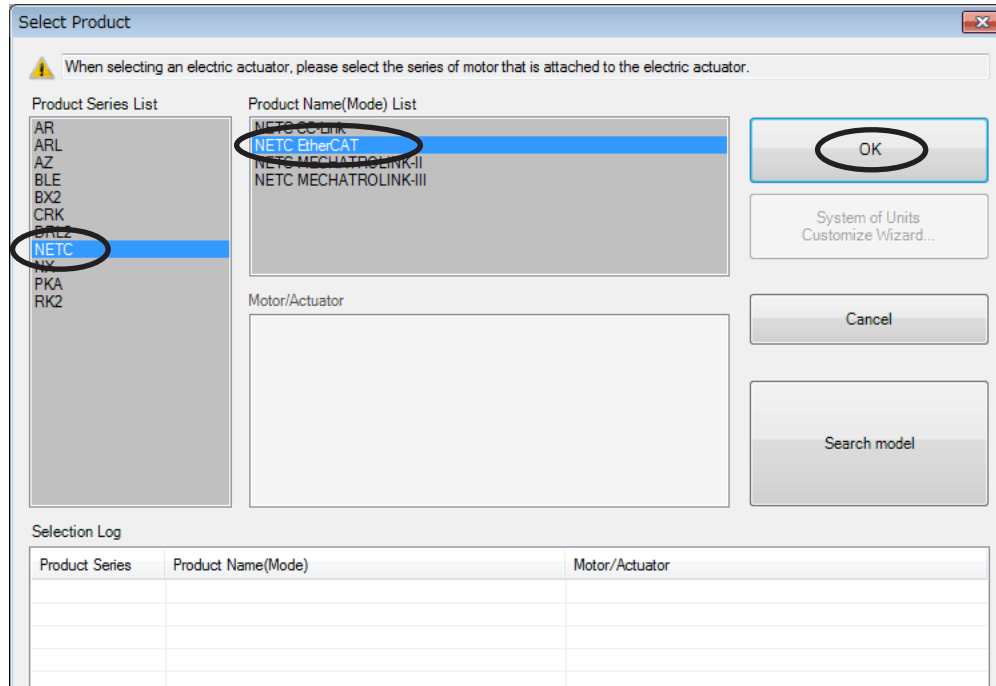 Select Product
When selecting an electric actuator, please select the series of motor that is attached to the electric actuator.
Product Series List
AR
ARL
AZ
BLE
BX2
CRK
DRL2
NETC
NX
PKA
RK2
Product Name(Mode) List
NETC CC-Link
NETC EtherCAT
NETC MECHATROLINK-II
NETC MECHATROLINK-III
Motor/Actuator
OK
System of Units
Customize Wizard...
Cancel
Search model
Selection Log
Product Series Product Name(Mode) Motor/Actuator